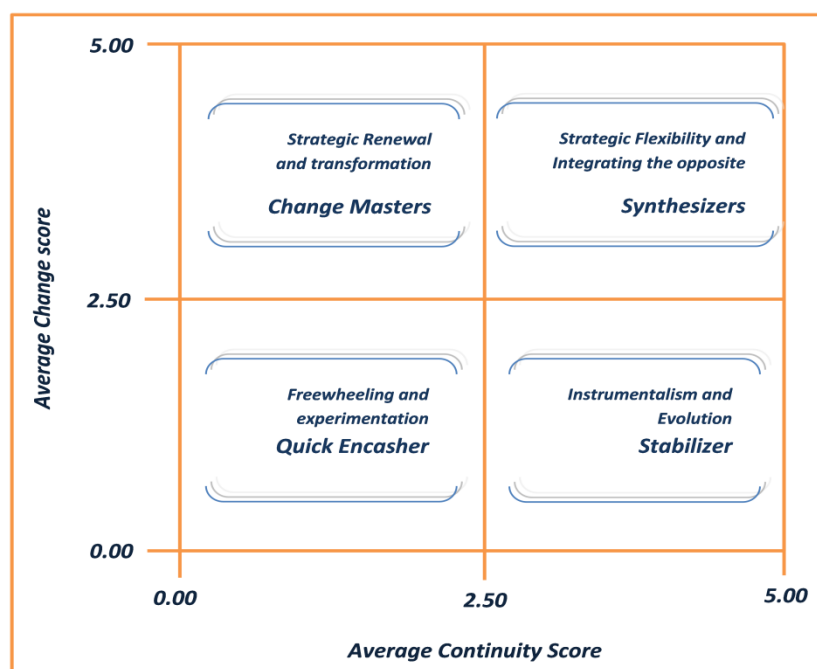 5.00
Strategic Renewal
and transformation
Change Masters
Strategic Flexibility and
Integrating the opposite
Synthesizers
Average Change score
2.50
Freewheeling and
experimentation
Quick Encasher
Instrumentalism and
Evolution
Stabilizer
0.00
0.00
2.50
5.00
Average Continuity Score